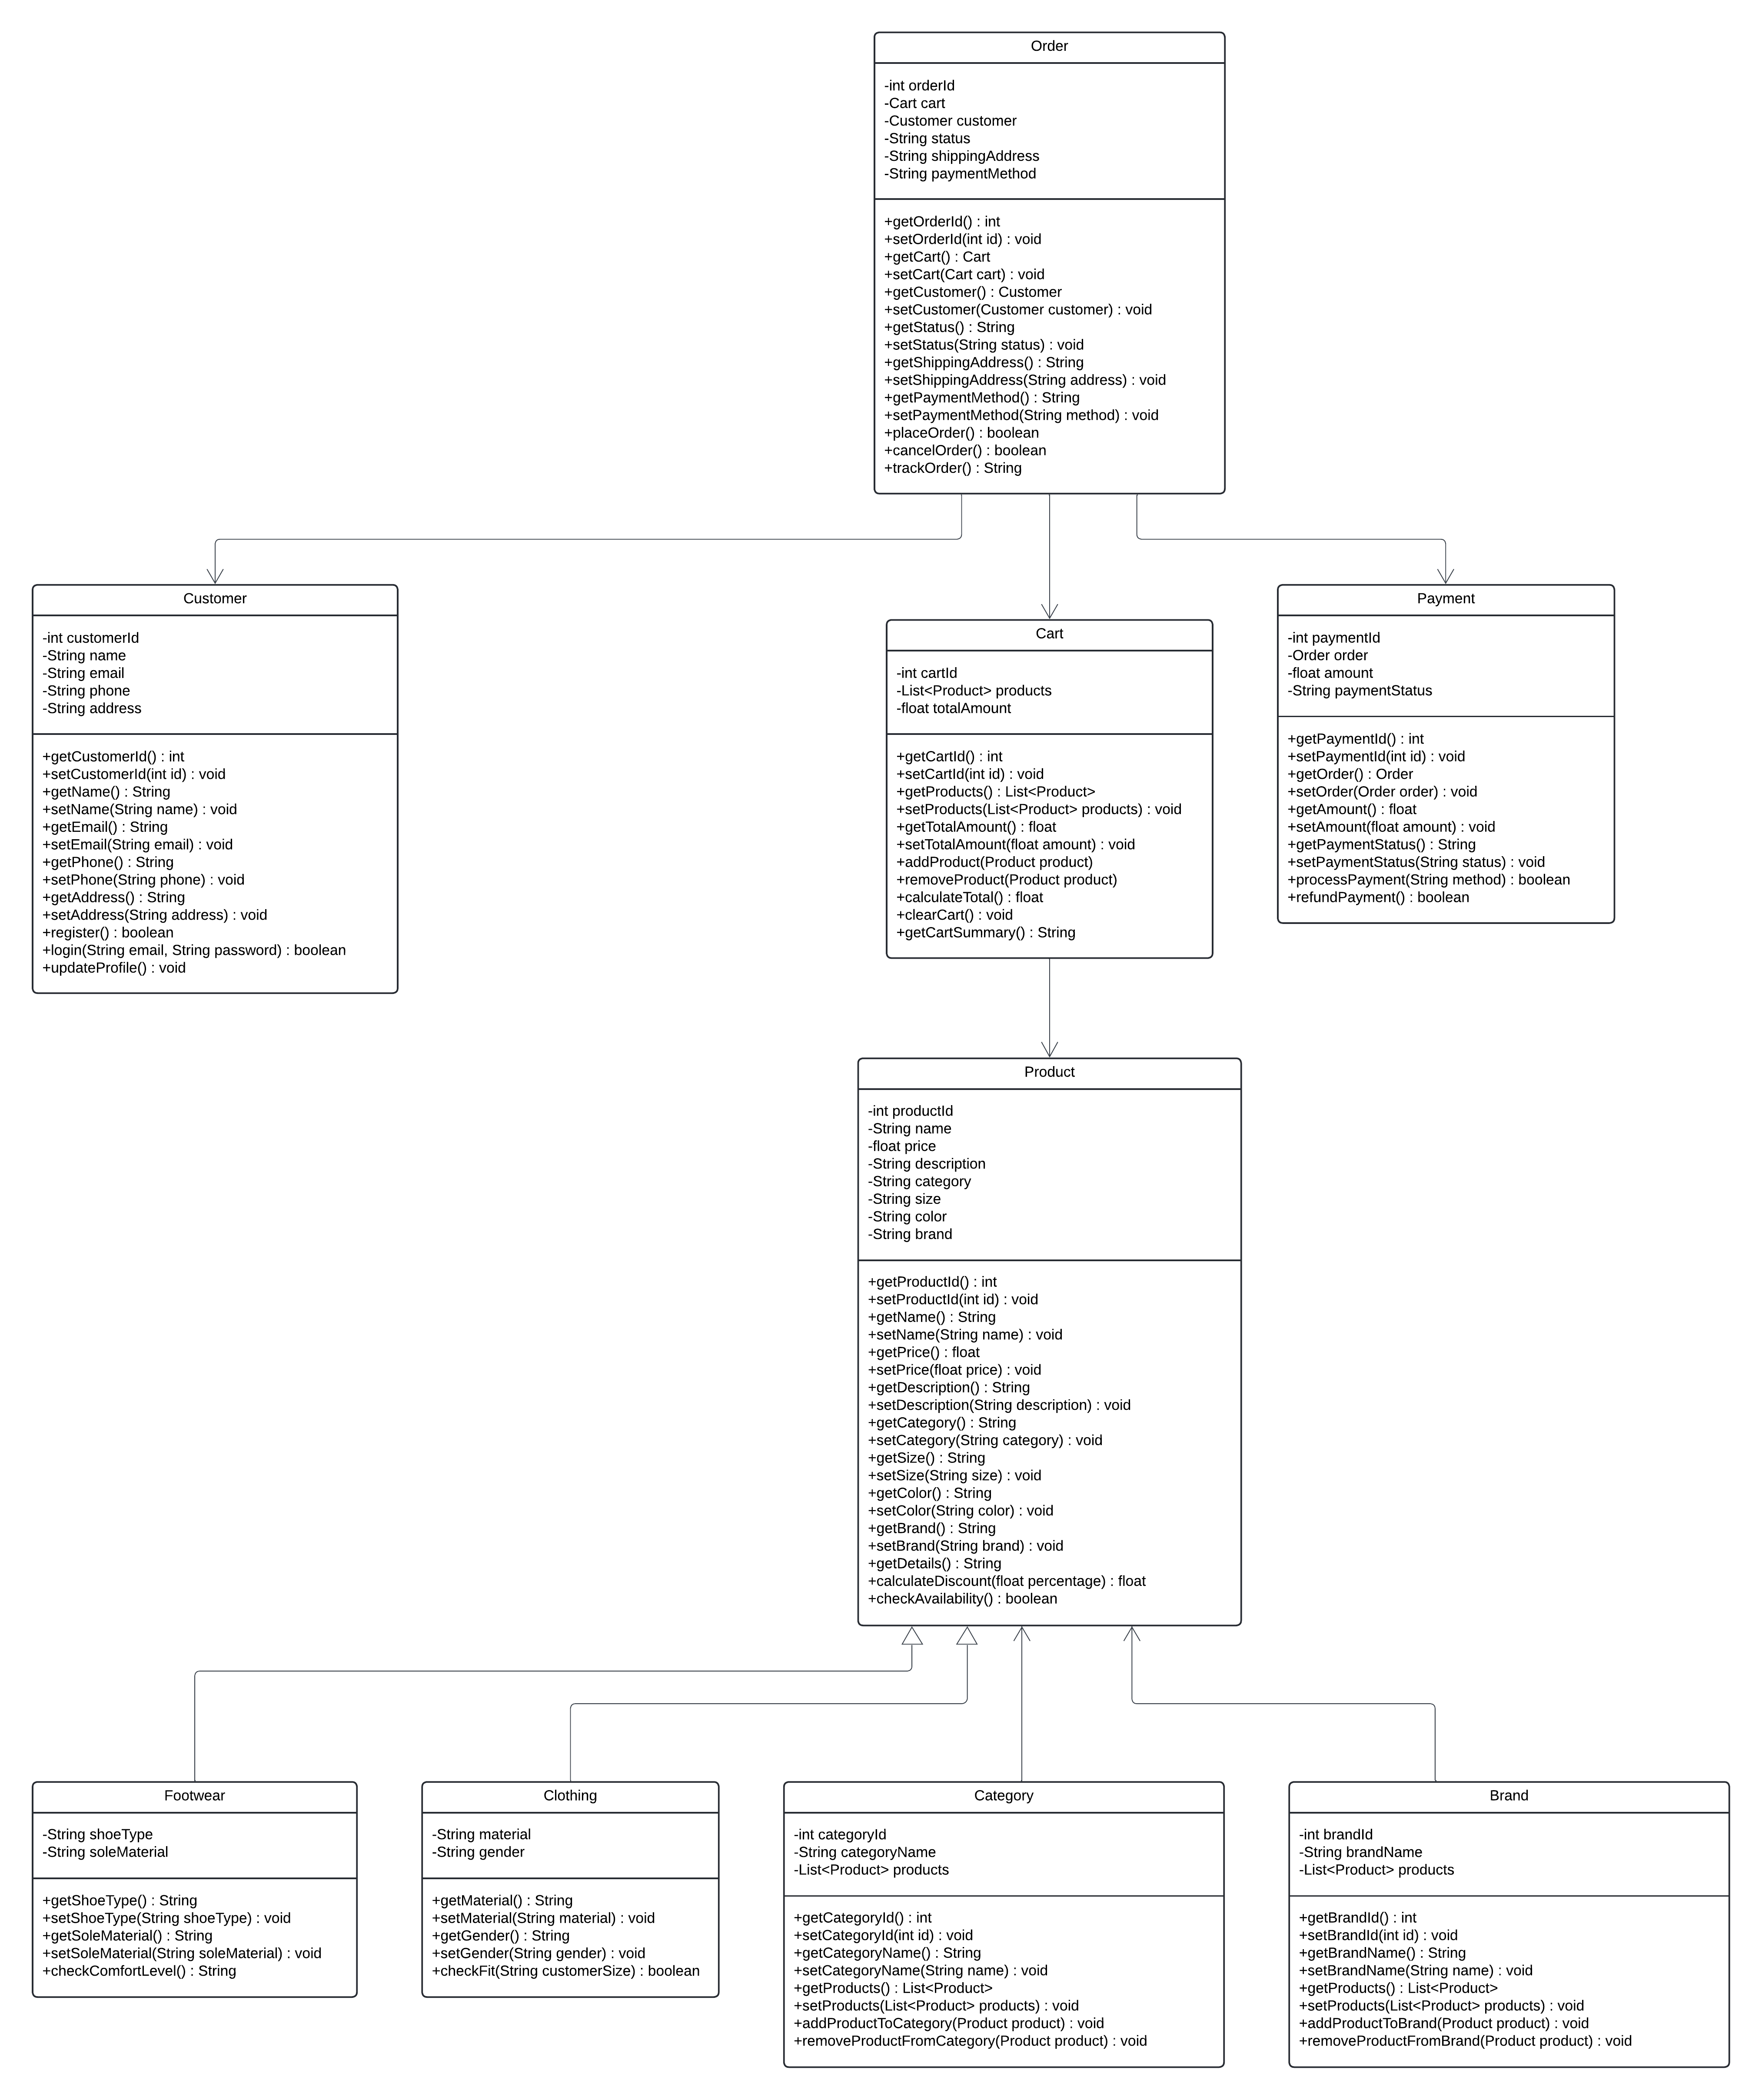 Order
-int orderId
-Cart cart
-Customer customer
-String status
-String shippingAddress
-String paymentMethod
+getOrderId() : int
+setOrderId(int id) : void
+getCart() : Cart
+setCart(Cart cart) : void
+getCustomer() : Customer
+setCustomer(Customer customer) : void
+getStatus() : String
+setStatus(String status) : void
+getShippingAddress() : String
+setShippingAddress(String address) : void
+getPaymentMethod() : String
+setPaymentMethod(String method) : void
+placeOrder() : boolean
+cancelOrder() : boolean
+trackOrder() : String
Customer
-int customerId
-String name
-String email
-String phone
-String address
+getCustomerId() : int
+setCustomerId(int id) : void
+getName() : String
+setName(String name) : void
+getEmail() : String
+setEmail(String email) : void
+getPhone() : String
+setPhone(String phone) : void
+getAddress() : String
+setAddress(String address) : void
+register() : boolean
+login(String email, String password) : boolean
+updateProfile() : void
Cart
-int cartId
-List<Product> products
-float totalAmount
+getCartId() : int
+setCartId(int id) : void
+getProducts() : List<Product>
+setProducts(List<Product> products) : void
+getTotalAmount() : float
+setTotalAmount(float amount) : void
+addProduct(Product product)
+removeProduct(Product product)
+calculateTotal() : float
+clearCart() : void
+getCartSummary() : String
Payment
-int paymentId
-Order order
-float amount
-String paymentStatus
+getPaymentId() : int
+setPaymentId(int id) : void
+getOrder() : Order
+setOrder(Order order) : void
+getAmount() : float
+setAmount(float amount) : void
+getPaymentStatus() : String
+setPaymentStatus(String status) : void
+processPayment(String method) : boolean
+refundPayment() : boolean
Product
-int productId
-String name
-float price
-String description
-String category
-String size
-String color
-String brand
+getProductId() : int
+setProductId(int id) : void
+getName() : String
+setName(String name) : void
+getPrice() : float
+setPrice(float price) : void
+getDescription() : String
+setDescription(String description) : void
+getCategory() : String
+setCategory(String category) : void
+getSize() : String
+setSize(String size) : void
+getColor() : String
+setColor(String color) : void
+getBrand() : String
+setBrand(String brand) : void
+getDetails() : String
+calculateDiscount(float percentage) : float
+checkAvailability() : boolean
Footwear
-String shoeType
-String soleMaterial
+getShoeType() : String
+setShoeType(String shoeType) : void
+getSoleMaterial() : String
+setSoleMaterial(String soleMaterial) : void
+checkComfortLevel() : String
Clothing
-String material
-String gender
+getMaterial() : String
+setMaterial(String material) : void
+getGender() : String
+setGender(String gender) : void
+checkFit(String customerSize) : boolean
Category
-int categoryId
-String categoryName
-List<Product> products
+getCategoryId() : int
+setCategoryId(int id) : void
+getCategoryName() : String
+setCategoryName(String name) : void
+getProducts() : List<Product>
+setProducts(List<Product> products) : void
+addProductToCategory(Product product) : void
+removeProductFromCategory(Product product) : void
Brand
-int brandId
-String brandName
-List<Product> products
+getBrandId() : int
+setBrandId(int id) : void
+getBrandName() : String
+setBrandName(String name) : void
+getProducts() : List<Product>
+setProducts(List<Product> products) : void
+addProductToBrand(Product product) : void
+removeProductFromBrand(Product product) : void